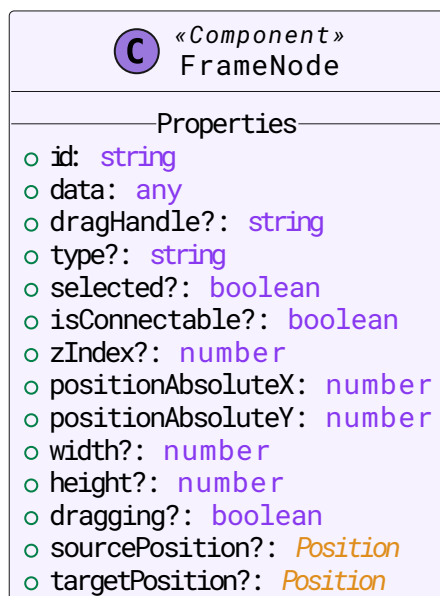 C
«Component»
FrameNode
Properties
id: string
data: any
dragHandle?: string
type?: string
selected?: boolean
isConnectable?: boolean
zIndex?: number
positionAbsoluteX: number
positionAbsoluteY: number
width?: number
height?: number
dragging?: boolean
sourcePosition?: Position
targetPosition?: Position